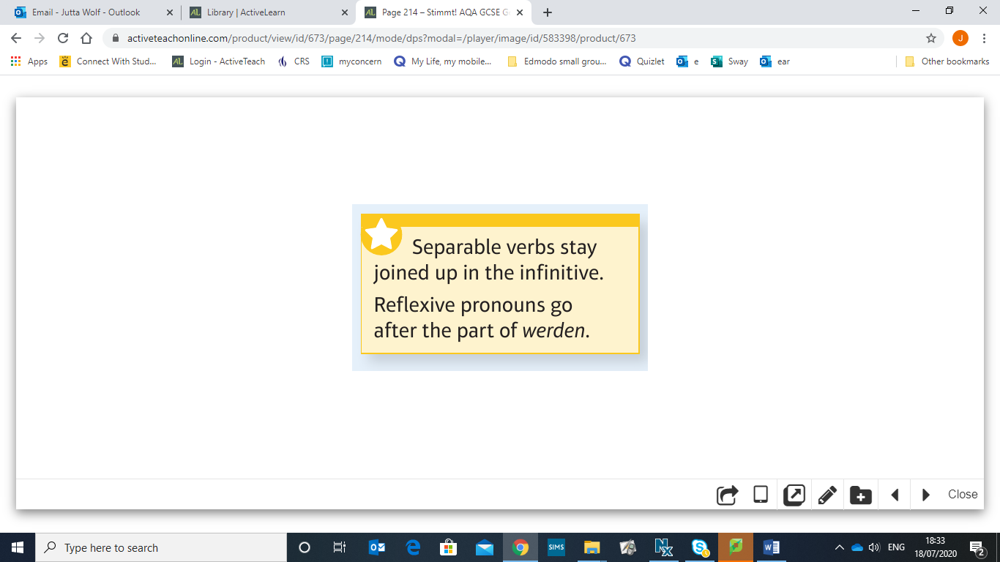 Email - Jutta Wolf - Outlook
Library | ActiveLearn
Page 214 – Stimmt! AQA GCSE G
activeteachonline.com/product/view/id/673/page/214/mode/dps?modal=/player/image/id/583398/product/673
J
Apps
Connect With Stud...
Login - ActiveTeach
CRS
myconcern
My Life, my mobile...
Edmodo small grou...
Quizlet
e
Sway
ear
Other bookmarks
Separable verbs stay
joined up in the infinitive.
Reflexive pronouns go
after the part of werden.
Close
Type here to search
SIMS
ENG
18:33
18/07/2020
2